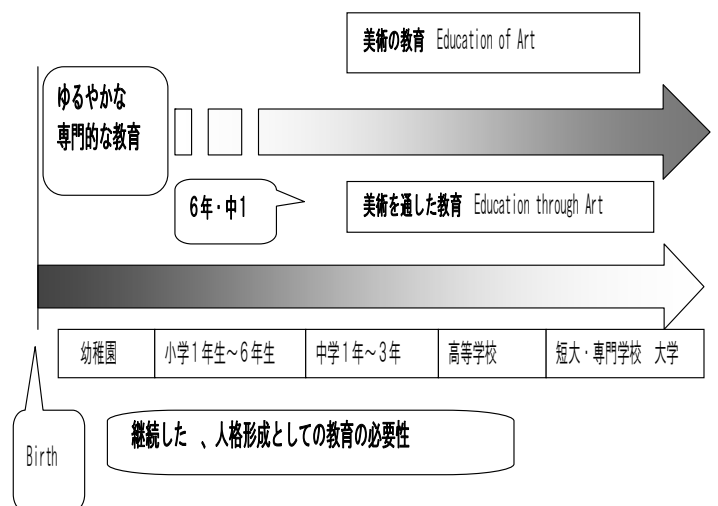 美術の教育 Education of Art
ゆるやかな
専門的な教育
6年・中1
美術を通した教育 Education through Art
幼稚園
小学1年生～6年生
中学1年～3年
高等学校
短大・専門学校 大学
Birth
継続した 、人格形成としての教育の必要性